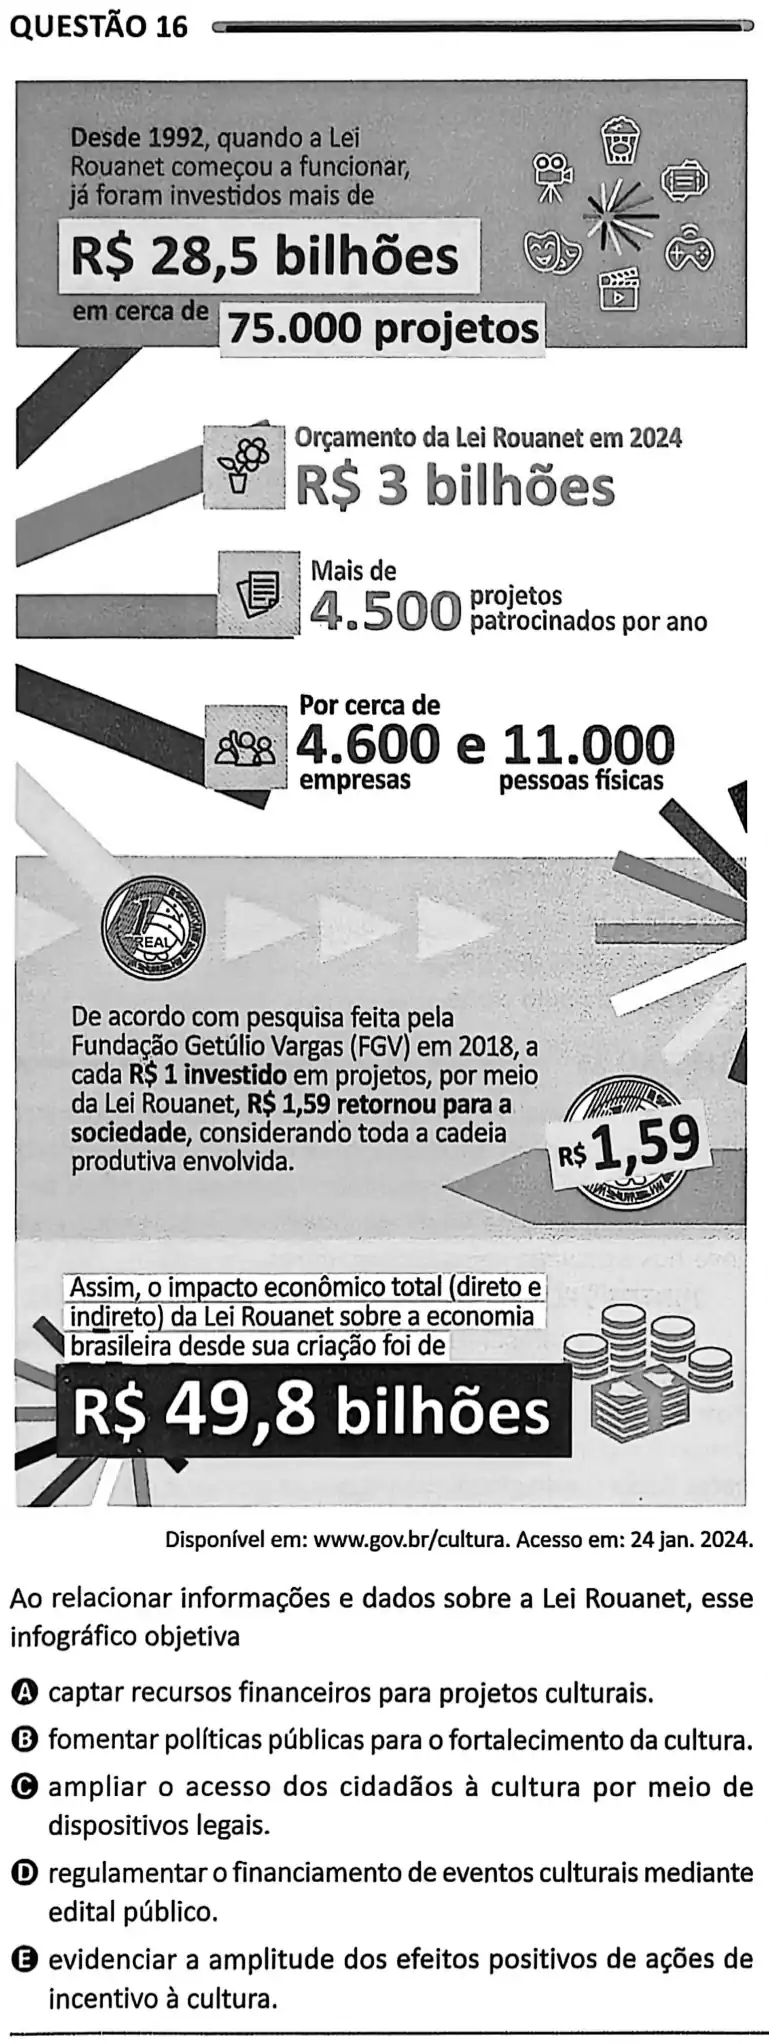 QUESTÃO 16
Desde 1992, quando a Lei
Rouanet começou a funcionar,
já foram investidos mais de
R$ 28,5 bilhões
em cerca de
75.000 projetos
Orçamento da Lei Rouanet em 2024
R$ 3 bilhões
Mais de
4.500 projetos
patrocinados por ano
Por cerca de
4.600 e 11.000
empresas pessoas físicas
1
REAL
De acordo com pesquisa feita pela
Fundação Getúlio Vargas (FGV) em 2018, a
cada R$ 1 investido em projetos, por meio
da Lei Rouanet, R$ 1,59 retornou para a
sociedade, considerando toda a cadeia
produtiva envolvida.
R$ 1,59
Assim, o impacto econômico total (direto e
indireto) da Lei Rouanet sobre a economia
brasileira desde sua criação foi de
R$ 49,8 bilhões
Disponível em: www.gov.br/cultura. Acesso em: 24 jan. 2024.
Ao relacionar informações e dados sobre a Lei Rouanet, esse
infográfico objetiva
A captar recursos financeiros para projetos culturais.
B fomentar políticas públicas para o fortalecimento da cultura.
C ampliar o acesso dos cidadãos à cultura por meio de
dispositivos legais.
D regulamentar o financiamento de eventos culturais mediante
edital público.
E evidenciar a amplitude dos efeitos positivos de ações de
incentivo à cultura.